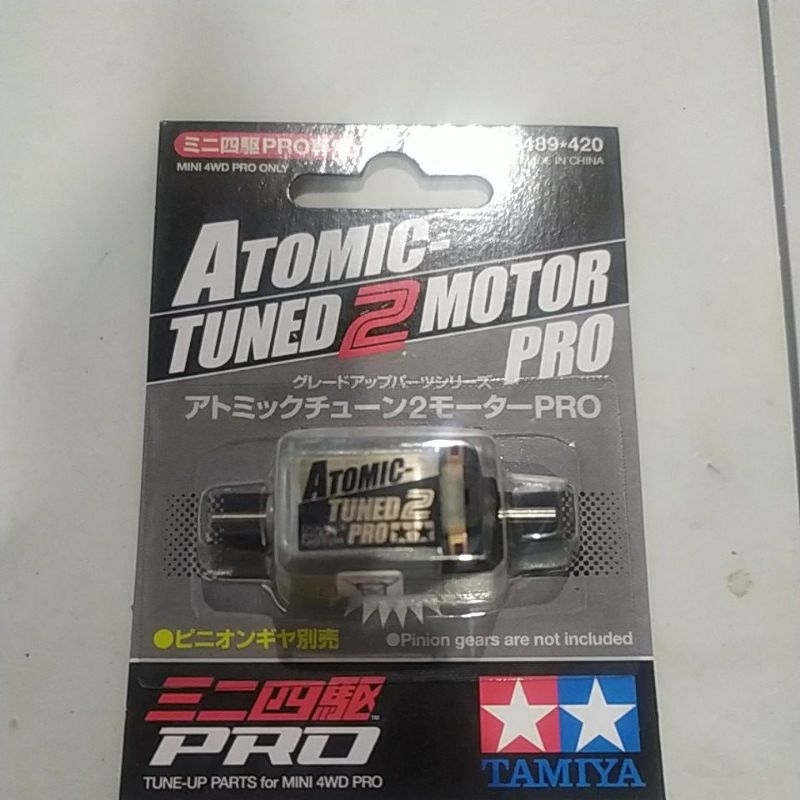 ミニ四駆PRO
489★420
MINI 4WD PRO ONLY
MADE IN CHINA
ATOMIC-
TUNED 2 MOTOR
PRO
グレードアップパーツシリーズ
アトミックチューン2モーターPRO
ATOMIC-
TUNED 2
PRO
●ピニオンギヤ別売
●Pinion gears are not included
ミニ四駆
PRO
TM
TUNE-UP PARTS for MINI 4WD PRO
TAMIYA